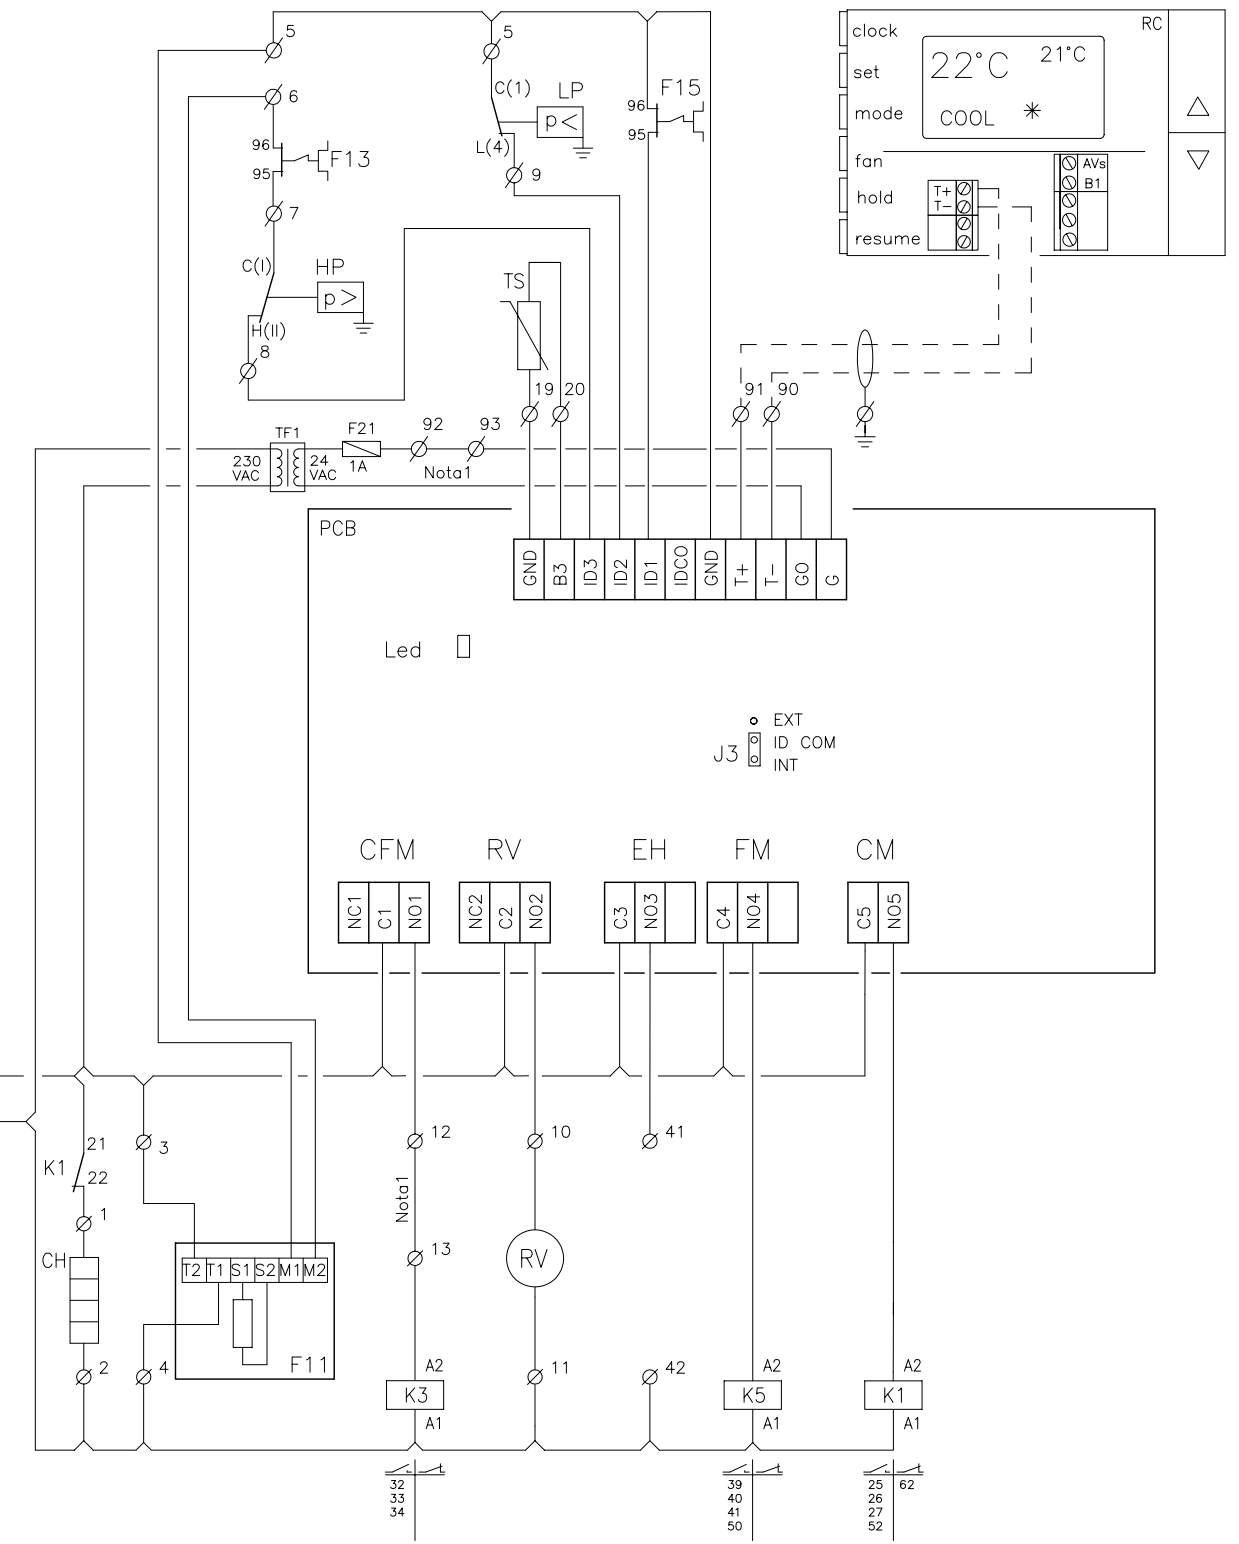 5
6
96
95
F13
7
C(I)
HP
p>
H(II)
8
5
C(1)
LP
p<
L(4)
9
F15
96
95
TS
19
20
91
90
clock
set
mode
fan
hold
resume
RC
22°C
21°C
COOL
T+
T-
AVs
B1
230
VAC
TF1
24
VAC
F21
1A
92
93
Nota1
PCB
GND
B3
ID3
ID2
ID1
IDCO
GND
T+
T-
GO
G
Led
J3
EXT
ID COM
INT
CFM
RV
EH
FM
CM
NC1
C1
NO1
NC2
C2
NO2
C3
NO3
C4
NO4
C5
NO5
K1
21
22
1
CH
2
3
4
T2
T1
S1
S2
M1
M2
F11
12
Nota1
13
A2
K3
A1
10
RV
11
41
42
A2
K5
A1
A2
K1
A1
32
33
34
39
40
41
50
25 62
26
27
52